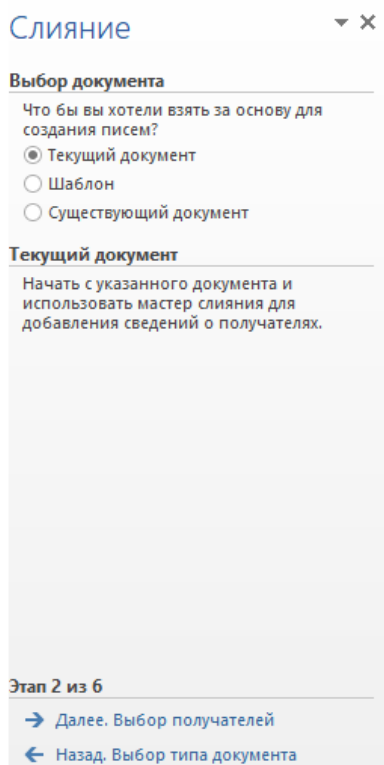 Слияние
Выбор документа
Что бы вы хотели взять за основу для
создания писем?
Текущий документ
Шаблон
Существующий документ
Текущий документ
Начать с указанного документа и
использовать мастер слияния для
добавления сведений о получателях.
Этап 2 из 6
Далее. Выбор получателей
Назад. Выбор типа документа